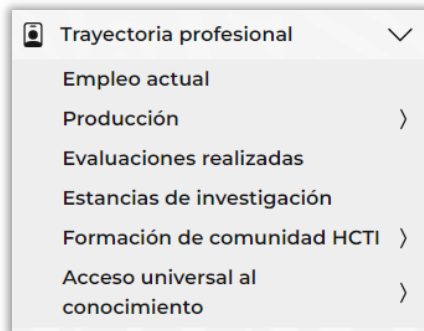 Trayectoria profesional
Empleo actual
Producción
Evaluaciones realizadas
Estancias de investigación
Formación de comunidad HCTI
Acceso universal al
conocimiento